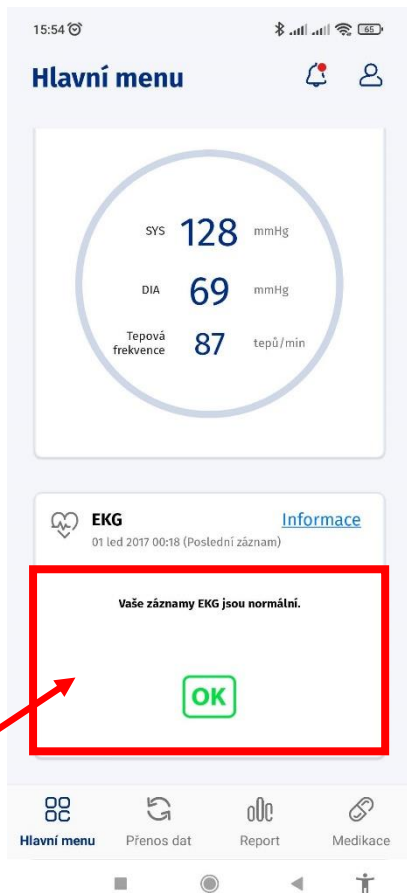 15:54
65
Hlavní menu
SYS 128 mmHg
DIA 69 mmHg
Tepová frekvence 87 tepů/min
EKG Informace
01 led 2017 00:18 (Poslední záznam)
Vaše záznamy EKG jsou normální.
OK
Hlavní menu Přenos dat Report Medikace